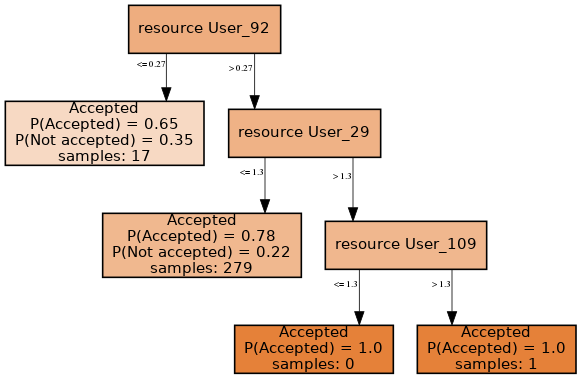 resource User_92
<= 0.27
> 0.27
Accepted
P(Accepted) = 0.65
P(Not accepted) = 0.35
samples: 17
resource User_29
<= 1.3
> 1.3
Accepted
P(Accepted) = 0.78
P(Not accepted) = 0.22
samples: 279
resource User_109
<= 1.3
> 1.3
Accepted
P(Accepted) = 1.0
samples: 0
Accepted
P(Accepted) = 1.0
samples: 1